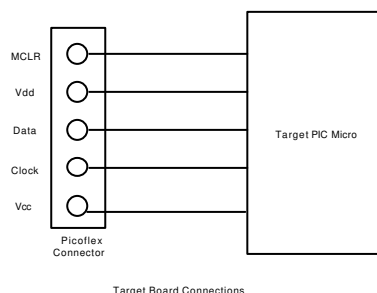 MCLR
Vdd
Data
Target PIC Micro
Clock
Vcc
Picoflex
Connector
Target Board Connections